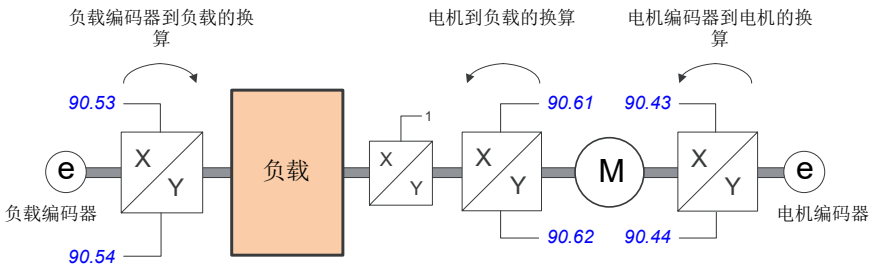 负载编码器到负载的换
算
电机到负载的换算
电机编码器到电机的换
算
90.53
90.61
90.43
1
X
Y
负载
X
Y
X
Y
X
Y
e
M
e
负载编码器
电机编码器
90.54
90.62
90.44